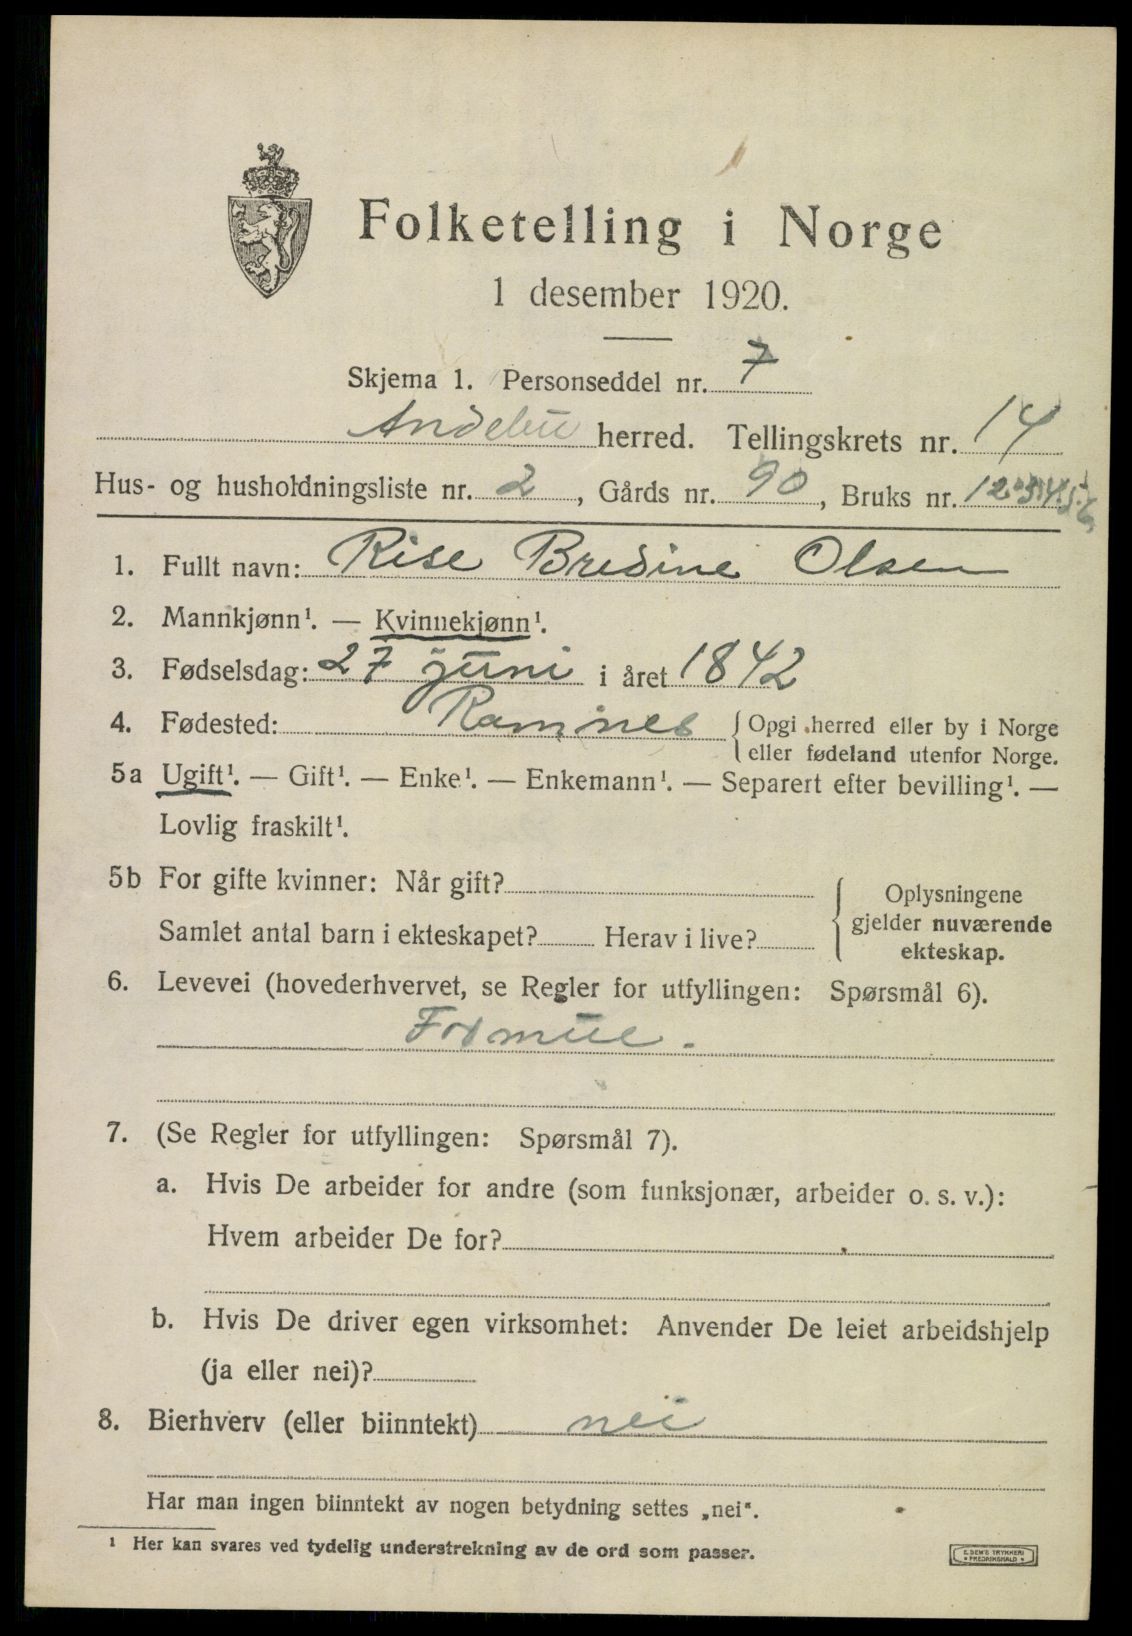 Folketelling i Norge
1 desember 1920.
Skjema 1. Personseddel nr. 7
Andebu herred. Tellingskrets nr. 14
Hus- og husholdningsliste nr. 2, Gårds nr. 90, Bruks nr. 12
1. Fullt navn: Rise Bredine Olsen
2. Mannkjønn¹. — Kvinnekjønn¹.
3. Fødselsdag: 27 juni i året 1842
4. Fødested: Ramnes { Opgi herred eller by i Norge
eller fødeland utenfor Norge.
5a Ugift¹. — Gift¹. — Enke¹. — Enkemann¹. — Separert efter bevilling¹. —
Lovlig fraskilt¹.
5b For gifte kvinner: Når gift?
Samlet antal barn i ekteskapet? Herav i live?
{ Oplysningene
gjelder nuværende
ekteskap.
6. Levevei (hovederhvervet, se Regler for utfyllingen: Spørsmål 6).
Formue.
7. (Se Regler for utfyllingen: Spørsmål 7).
a. Hvis De arbeider for andre (som funksjonær, arbeider o. s. v.):
Hvem arbeider De for?
b. Hvis De driver egen virksomhet: Anvender De leiet arbeidshjelp
(ja eller nei)?
8. Bierhverv (eller biinntekt) nei
Har man ingen biinntekt av nogen betydning settes „nei".
¹ Her kan svares ved tydelig understrekning av de ord som passer.
E. SEM'S TRYKKERI
FREDRIKSHALD